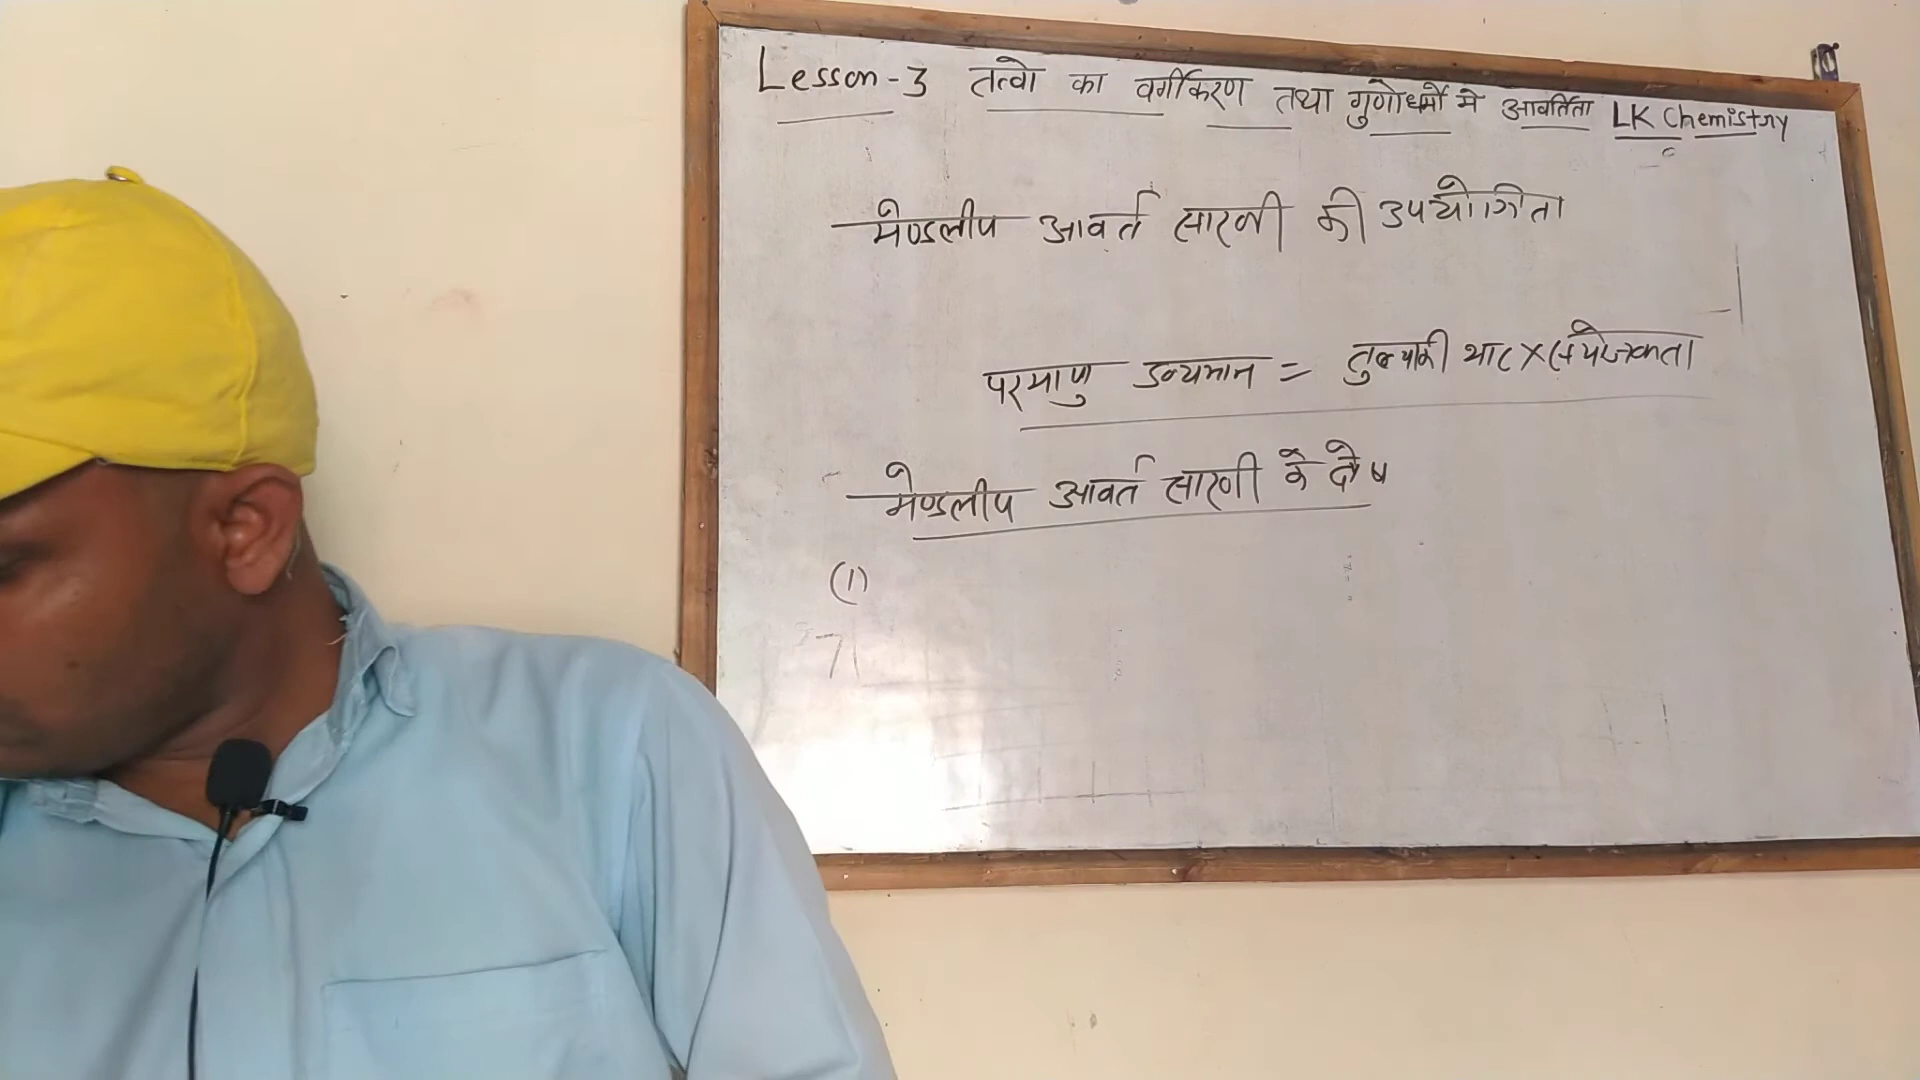 Lesson-3 तत्वो का वर्गीकरण तथा गुणोधर्मो मे आवर्तिता LK Chemistry
मेण्डलीप आवर्त सारणी की उपयोगिता
परमाणु द्रव्यमान = तुल्यांकी भार × संयोजकता
मेण्डलीप आवर्त सारणी के दोष
(1)